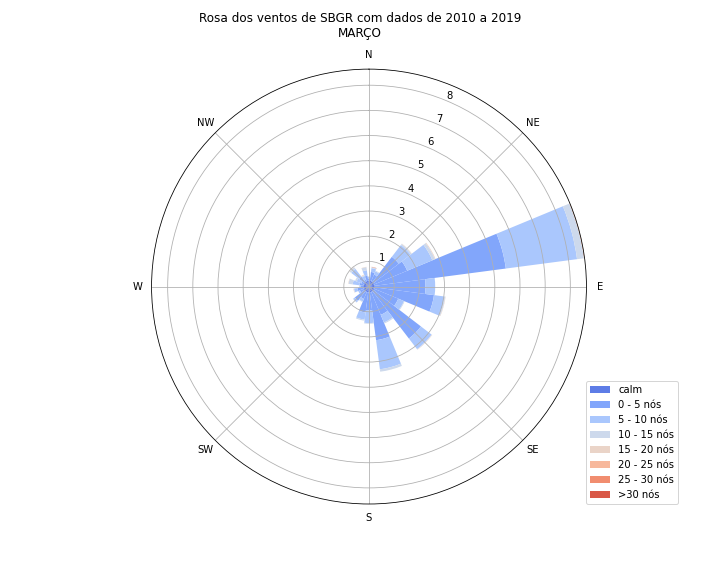 Rosa dos ventos de SBGR com dados de 2010 a 2019
MARÇO
N
8
NW
NE
7
6
5
4
3
2
1
W
E
SW
SE
S
calm
0 - 5 nós
5 - 10 nós
10 - 15 nós
15 - 20 nós
20 - 25 nós
25 - 30 nós
>30 nós